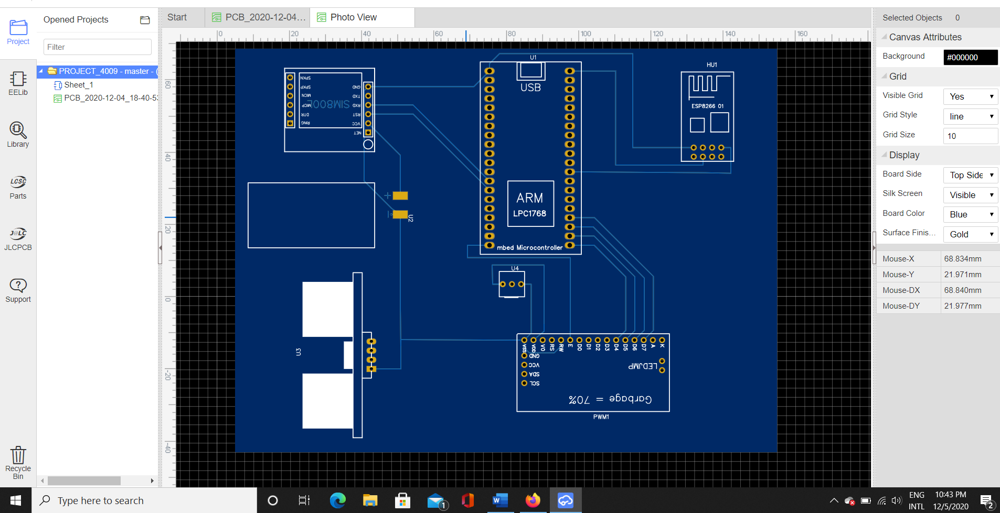 Start
PCB_2020-12-04...
Photo View
Opened Projects
Filter
PROJECT_4009 - master - (
Sheet_1
PCB_2020-12-04_18-40-53
Project
EELib
Library
LCSC
Parts
J@LC
JLCPCB
Support
Recycle
Bin
0
20
40
60
80
100
120
140
160
60
40
20
0
-20
-40
SPKN
SPKP
MICN
MICP
DTR
RING
SIM800L
GND
TXD
RXD
RST
VCC
NET
U1
USB
ARM
LPC1768
mbed Microcontroller
HU1
ESP8266 01
+
U2
U3
U4
VSS
VDD
V0
RS
RW
E
D0
D1
D2
D3
D4
D5
D6
D7
A
K
GND
VCC
SDA
SCL
LEDJMP
Garbage = 70%
PWM1
Selected Objects 0
Canvas Attributes
Background #000000
Grid
Visible Grid Yes
Grid Style line
Grid Size 10
Display
Board Side Top Side
Silk Screen Visible
Board Color Blue
Surface Finis... Gold
Mouse-X 68.834mm
Mouse-Y 21.971mm
Mouse-DX 68.840mm
Mouse-DY 21.977mm
Type here to search
1
W
ENG
INTL
10:43 PM
12/5/2020
2